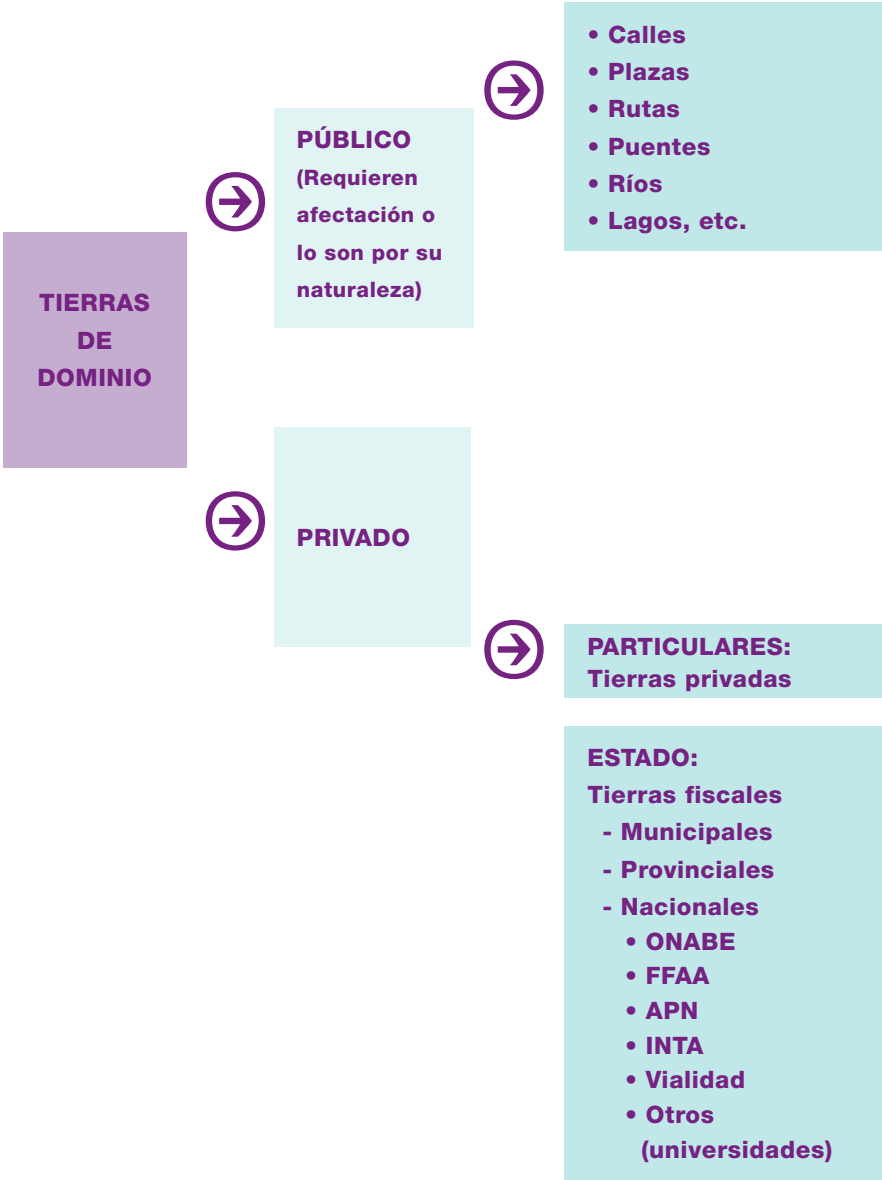 TIERRAS
DE
DOMINIO
PÚBLICO
(Requieren
afectación o
lo son por su
naturaleza)
• Calles
• Plazas
• Rutas
• Puentes
• Ríos
• Lagos, etc.
PRIVADO
PARTICULARES:
Tierras privadas
ESTADO:
Tierras fiscales
- Municipales
- Provinciales
- Nacionales
• ONABE
• FFAA
• APN
• INTA
• Vialidad
• Otros
(universidades)